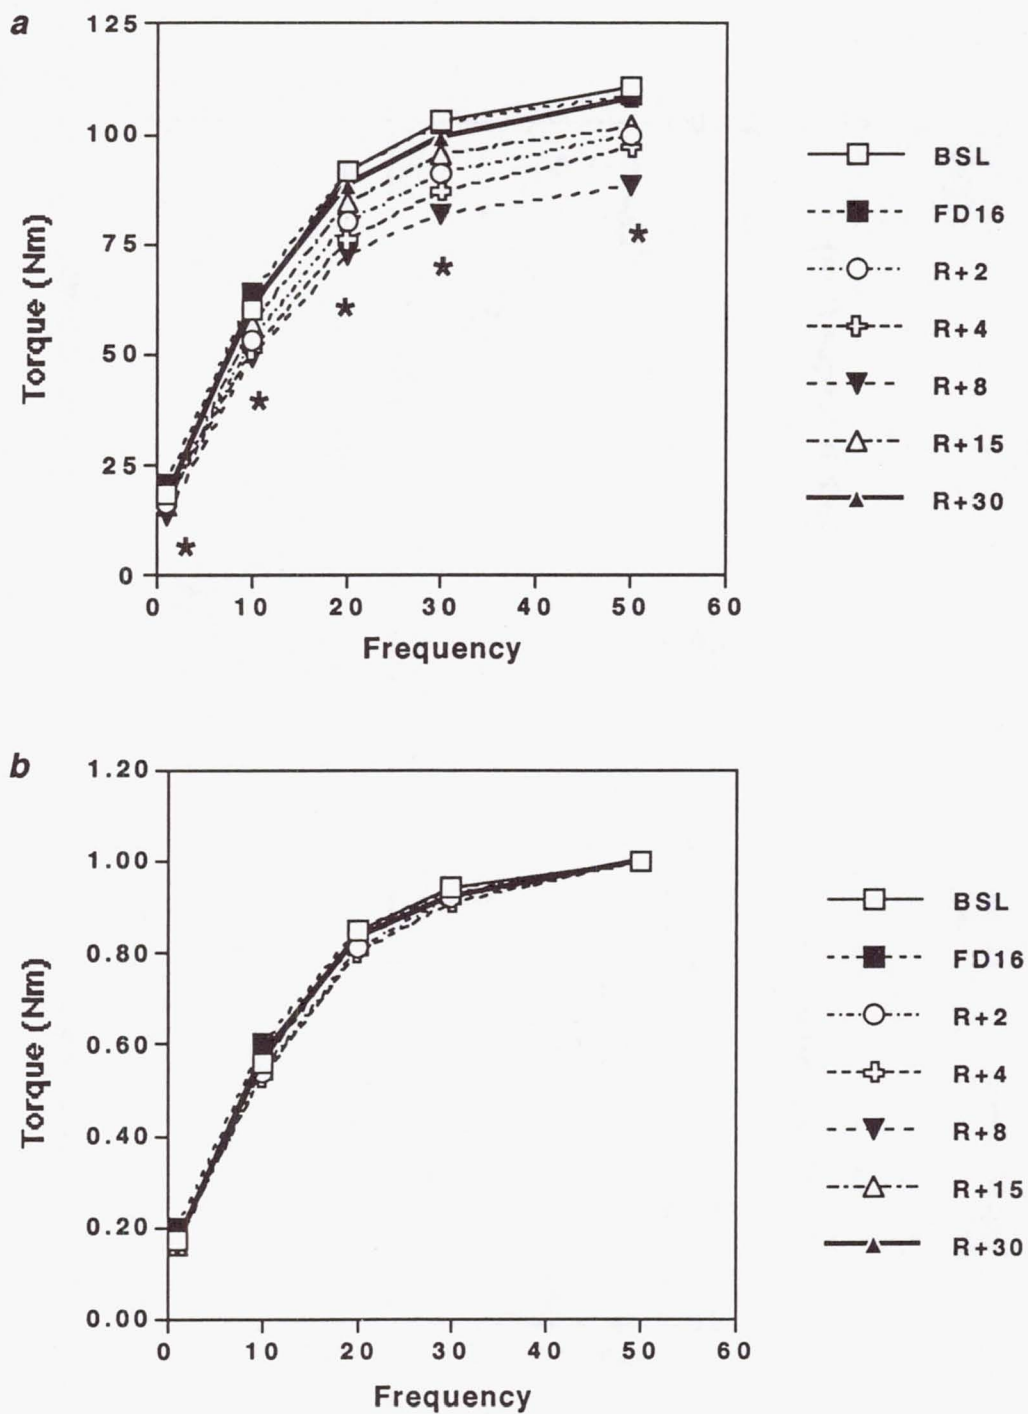 a
125
100
75
50
25
0
Torque (Nm)
0 10 20 30 40 50 60
Frequency
BSL
FD16
R+2
R+4
R+8
R+15
R+30
*
*
*
*
*
b
1.20
1.00
0.80
0.60
0.40
0.20
0.00
Torque (Nm)
0 10 20 30 40 50 60
Frequency
BSL
FD16
R+2
R+4
R+8
R+15
R+30